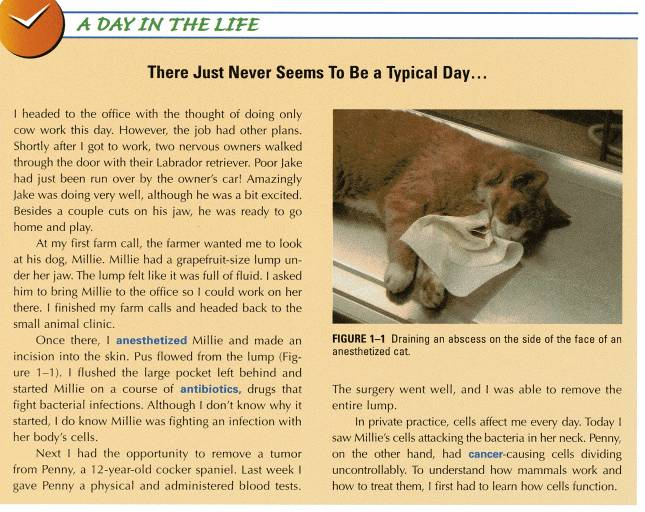 A DAY IN THE LIFE
There Just Never Seems To Be a Typical Day...
I headed to the office with the thought of doing only
cow work this day. However, the job had other plans.
Shortly after I got to work, two nervous owners walked
through the door with their Labrador retriever. Poor Jake
had just been run over by the owner's car! Amazingly
Jake was doing very well, although he was a bit excited.
Besides a couple cuts on his jaw, he was ready to go
home and play.
At my first farm call, the farmer wanted me to look
at his dog, Millie. Millie had a grapefruit-size lump un-
der her jaw. The lump felt like it was full of fluid. I asked
him to bring Millie to the office so I could work on her
there. I finished my farm calls and headed back to the
small animal clinic.
Once there, I anesthetized Millie and made an
incision into the skin. Pus flowed from the lump (Fig-
ure 1–1). I flushed the large pocket left behind and
started Millie on a course of antibiotics, drugs that
fight bacterial infections. Although I don't know why it
started, I do know Millie was fighting an infection with
her body's cells.
Next I had the opportunity to remove a tumor
from Penny, a 12-year-old cocker spaniel. Last week I
gave Penny a physical and administered blood tests.
FIGURE 1–1 Draining an abscess on the side of the face of an
anesthetized cat.
The surgery went well, and I was able to remove the
entire lump.
In private practice, cells affect me every day. Today I
saw Millie's cells attacking the bacteria in her neck. Penny,
on the other hand, had cancer-causing cells dividing
uncontrollably. To understand how mammals work and
how to treat them, I first had to learn how cells function.